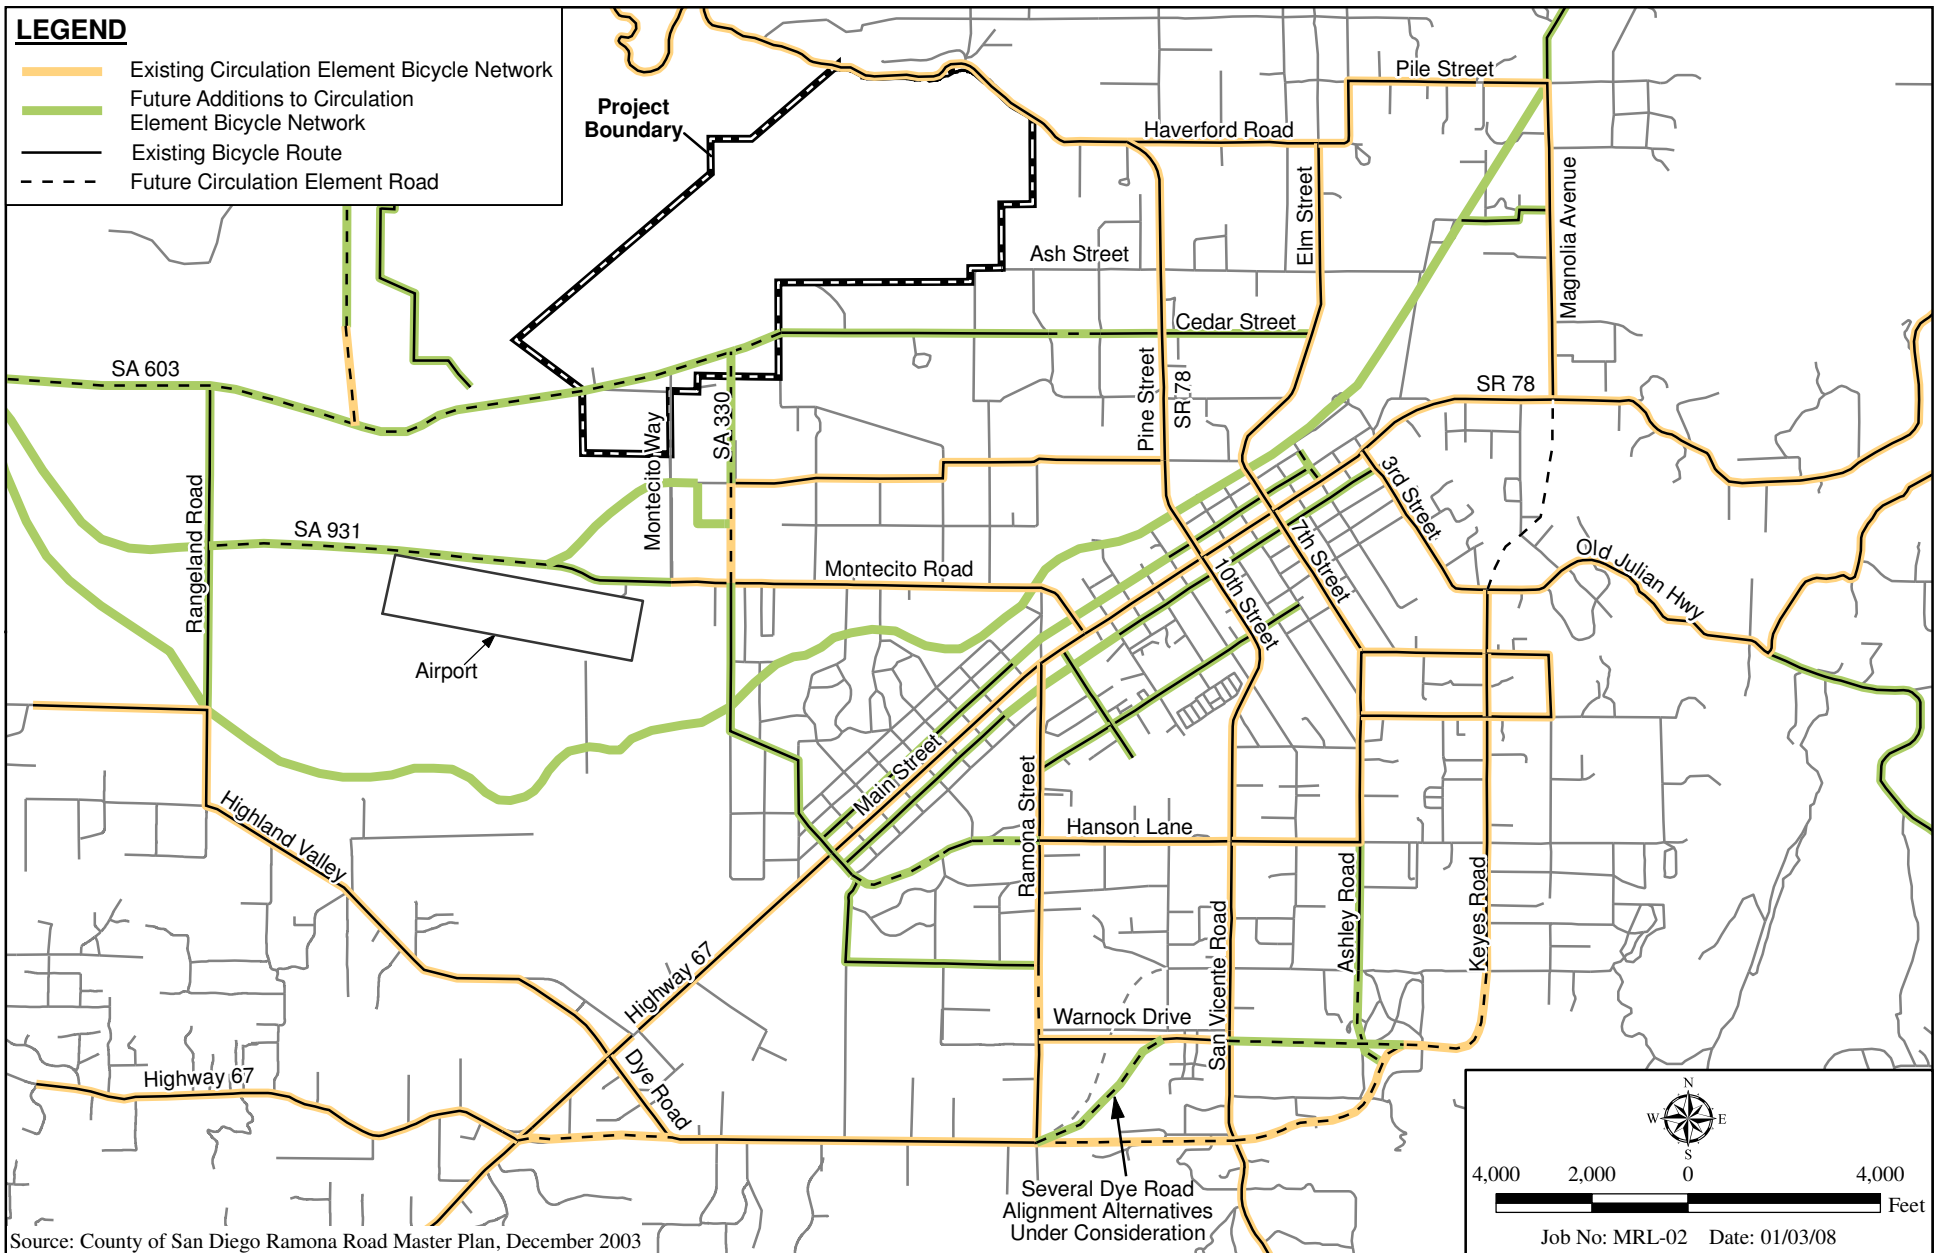 LEGEND
Existing Circulation Element Bicycle Network
Future Additions to Circulation
Element Bicycle Network
Existing Bicycle Route
Future Circulation Element Road
Project
Boundary
Pile Street
Haverford Road
Elm Street
Magnolia Avenue
Ash Street
Cedar Street
SA 603
Pine Street
SR 78
SR 78
SA 330
Montecito Way
3rd Street
Rangeland Road
SA 931
7th Street
Old Julian Hwy
Montecito Road
10th Street
Airport
Main Street
Ramona Street
Highland Valley
Hanson Lane
Ashley Road
Keyes Road
San Vicente Road
Highway 67
Warnock Drive
Dye Road
Highway 67
Several Dye Road
Alignment Alternatives
Under Consideration
N
W
E
S
4,000 2,000 0 4,000
Feet
Job No: MRL-02 Date: 01/03/08
Source: County of San Diego Ramona Road Master Plan, December 2003